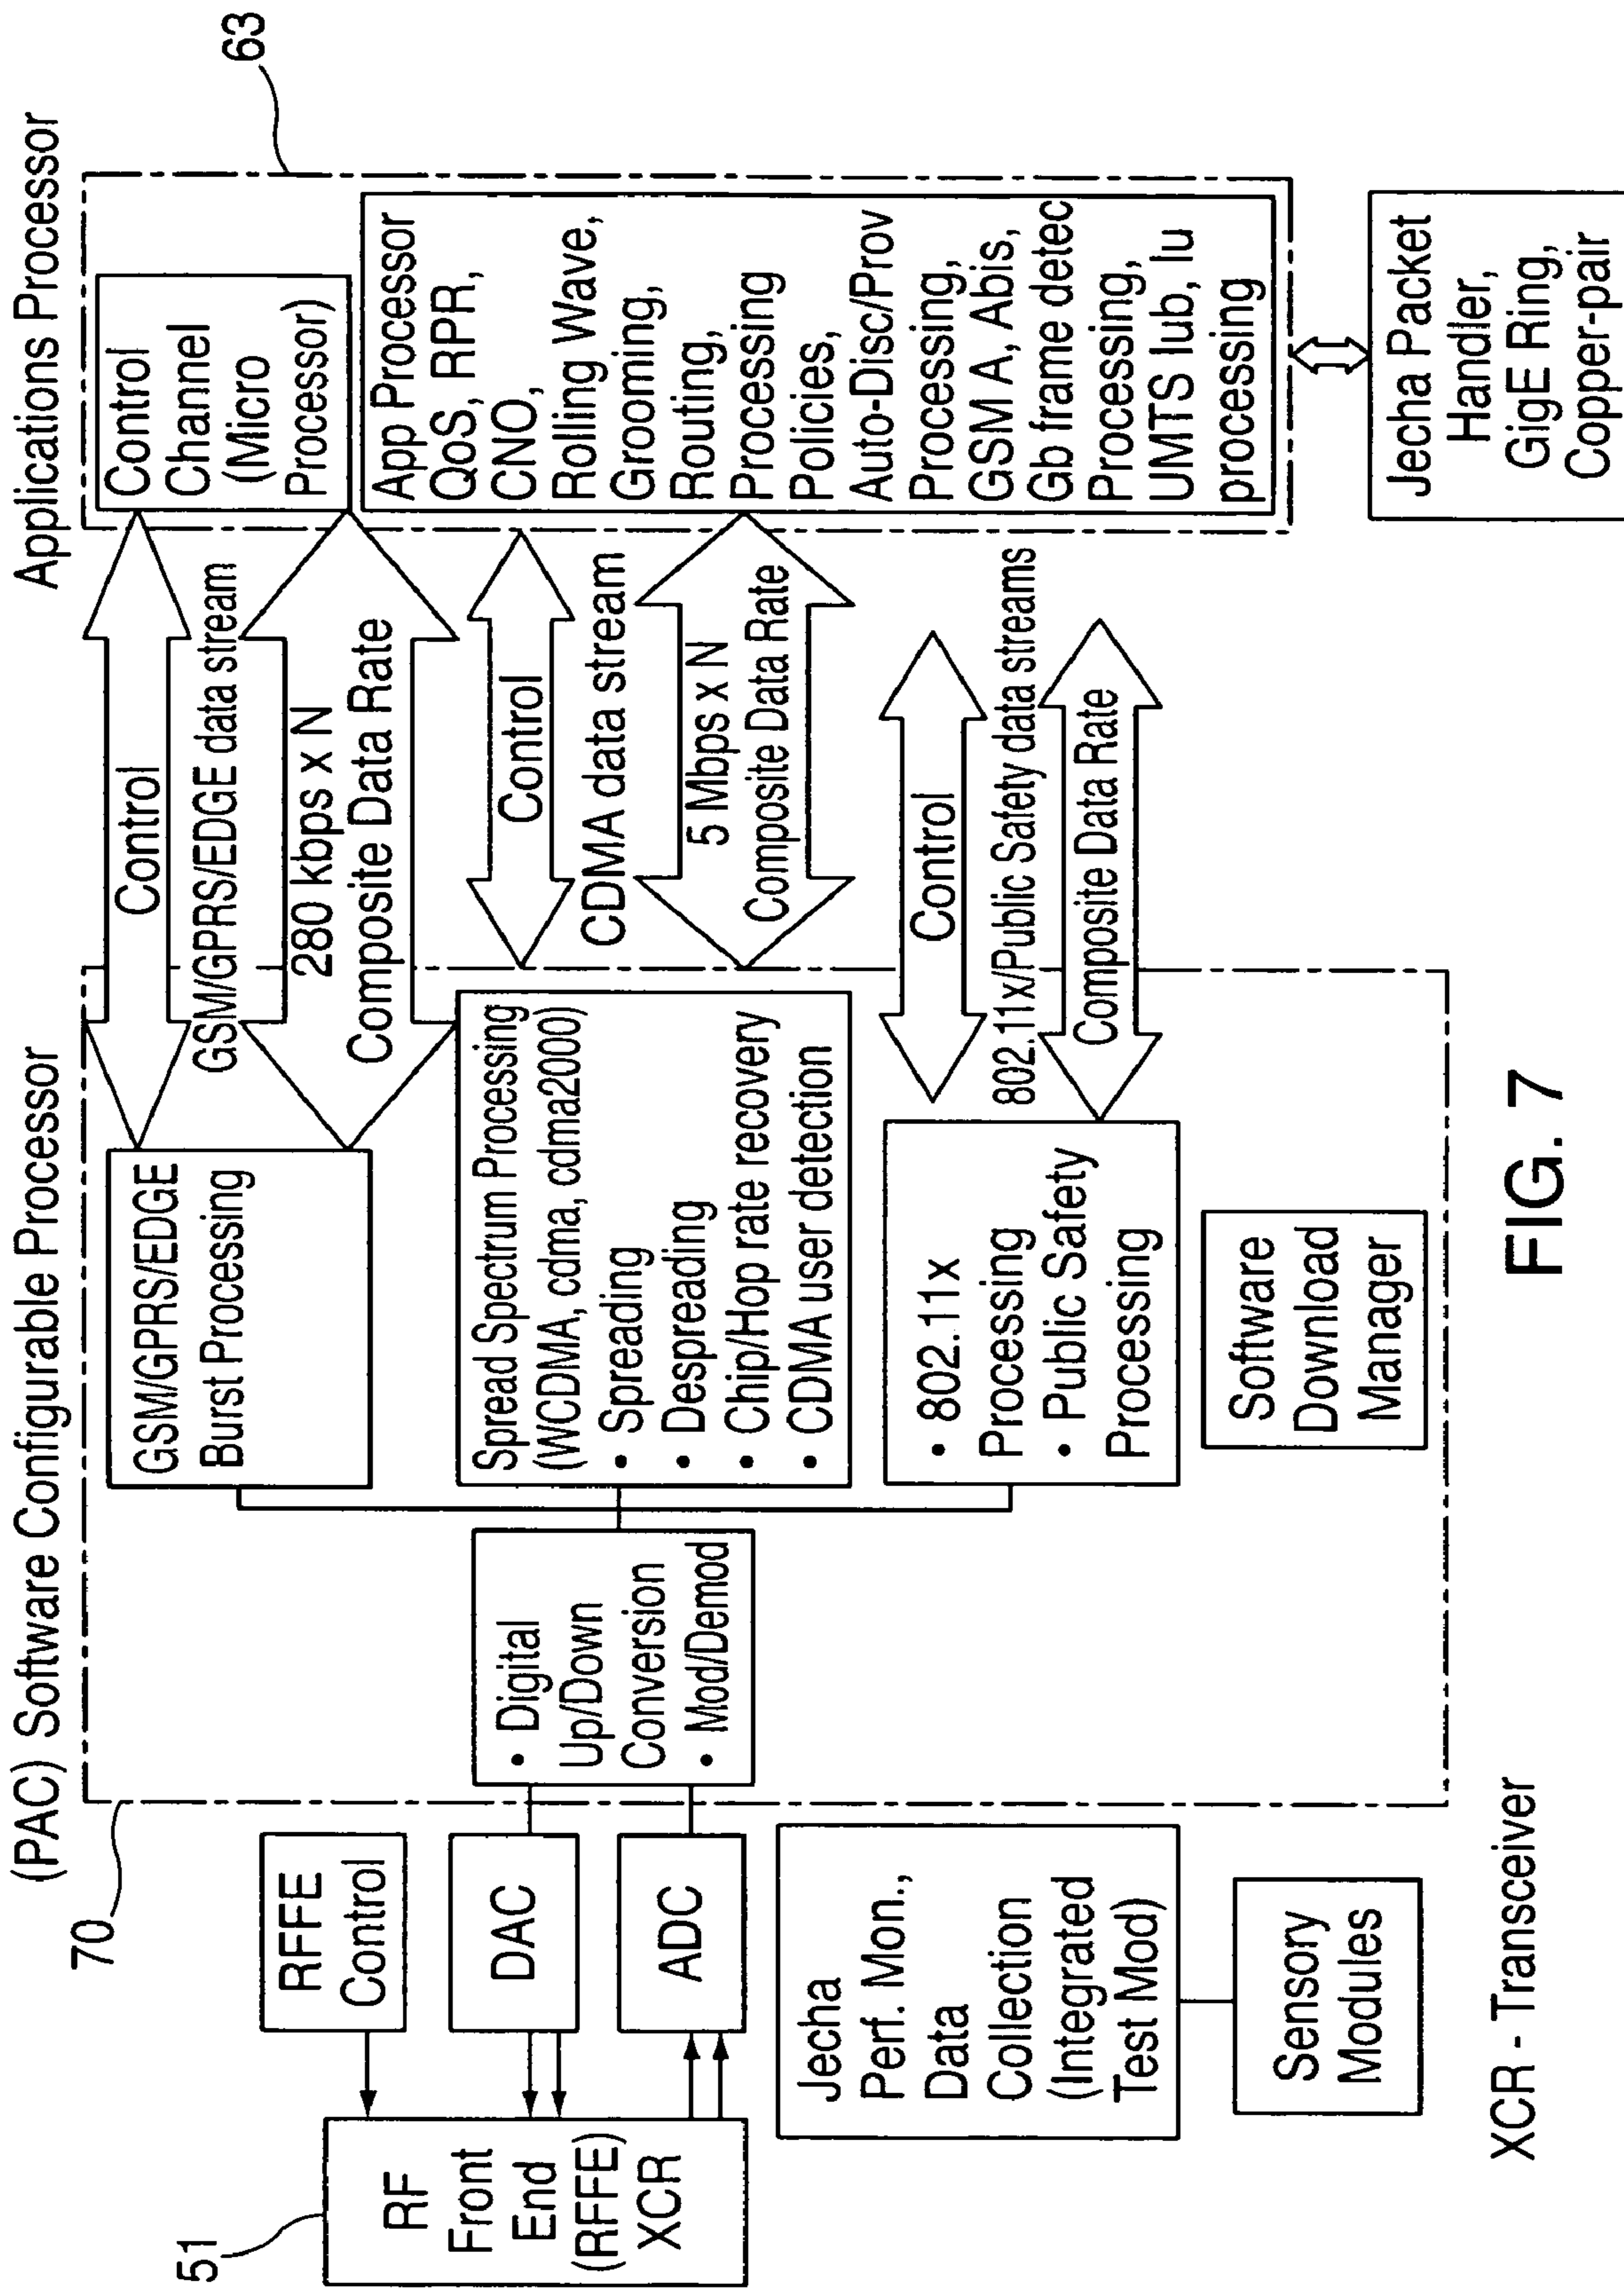 (PAC) Software Configurable Processor
Applications Processor
70
63
51
RF
Front
End
(RFFE)
XCR
RFFE
Control
DAC
ADC
Jecha
Perf. Mon.,
Data
Collection
(Integrated
Test Mod)
Sensory
Modules
• Digital
Up/Down
Conversion
• Mod/Demod
GSM/GPRS/EDGE
Burst Processing
Spread Spectrum Processing
(WCDMA, cdma, cdma2000)
• Spreading
• Despreading
• Chip/Hop rate recovery
• CDMA user detection
• 802.11x
Processing
• Public Safety
Processing
Software
Download
Manager
Control
GSM/GPRS/EDGE data stream
280 kbps x N
Composite Data Rate
Control
CDMA data stream
5 Mbps x N
Composite Data Rate
Control
802.11x/Public Safety data streams
Composite Data Rate
Control
Channel
(Micro
Processor)
App Processor
QoS, RPR,
CNO,
Rolling Wave,
Grooming,
Routing,
Processing
Policies,
Auto-Disc/Prov
Processing,
GSM A, Abis,
Gb frame detec
Processing,
UMTS Iub, Iu
processing
Jecha Packet
Handler,
GigE Ring,
Copper-pair
XCR - Transceiver
FIG. 7